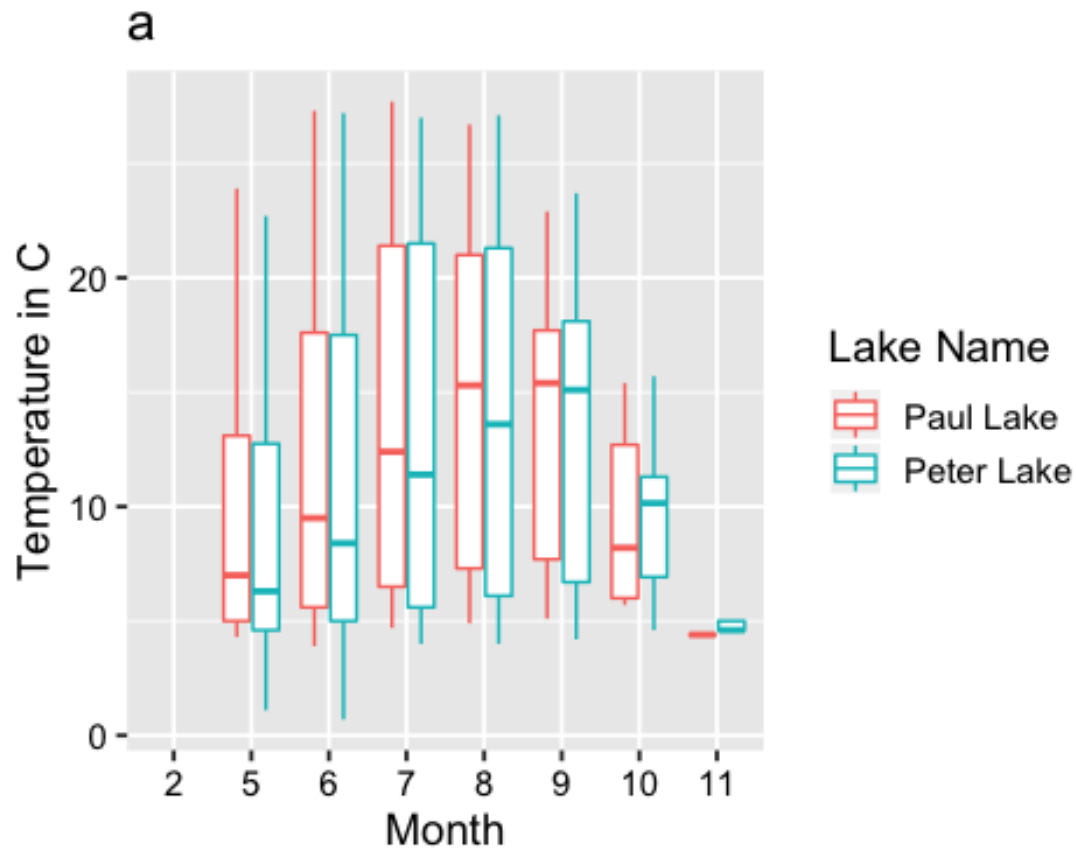 a
Temperature in C
20
10
0
2 5 6 7 8 9 10 11
Month
Lake Name
Paul Lake
Peter Lake